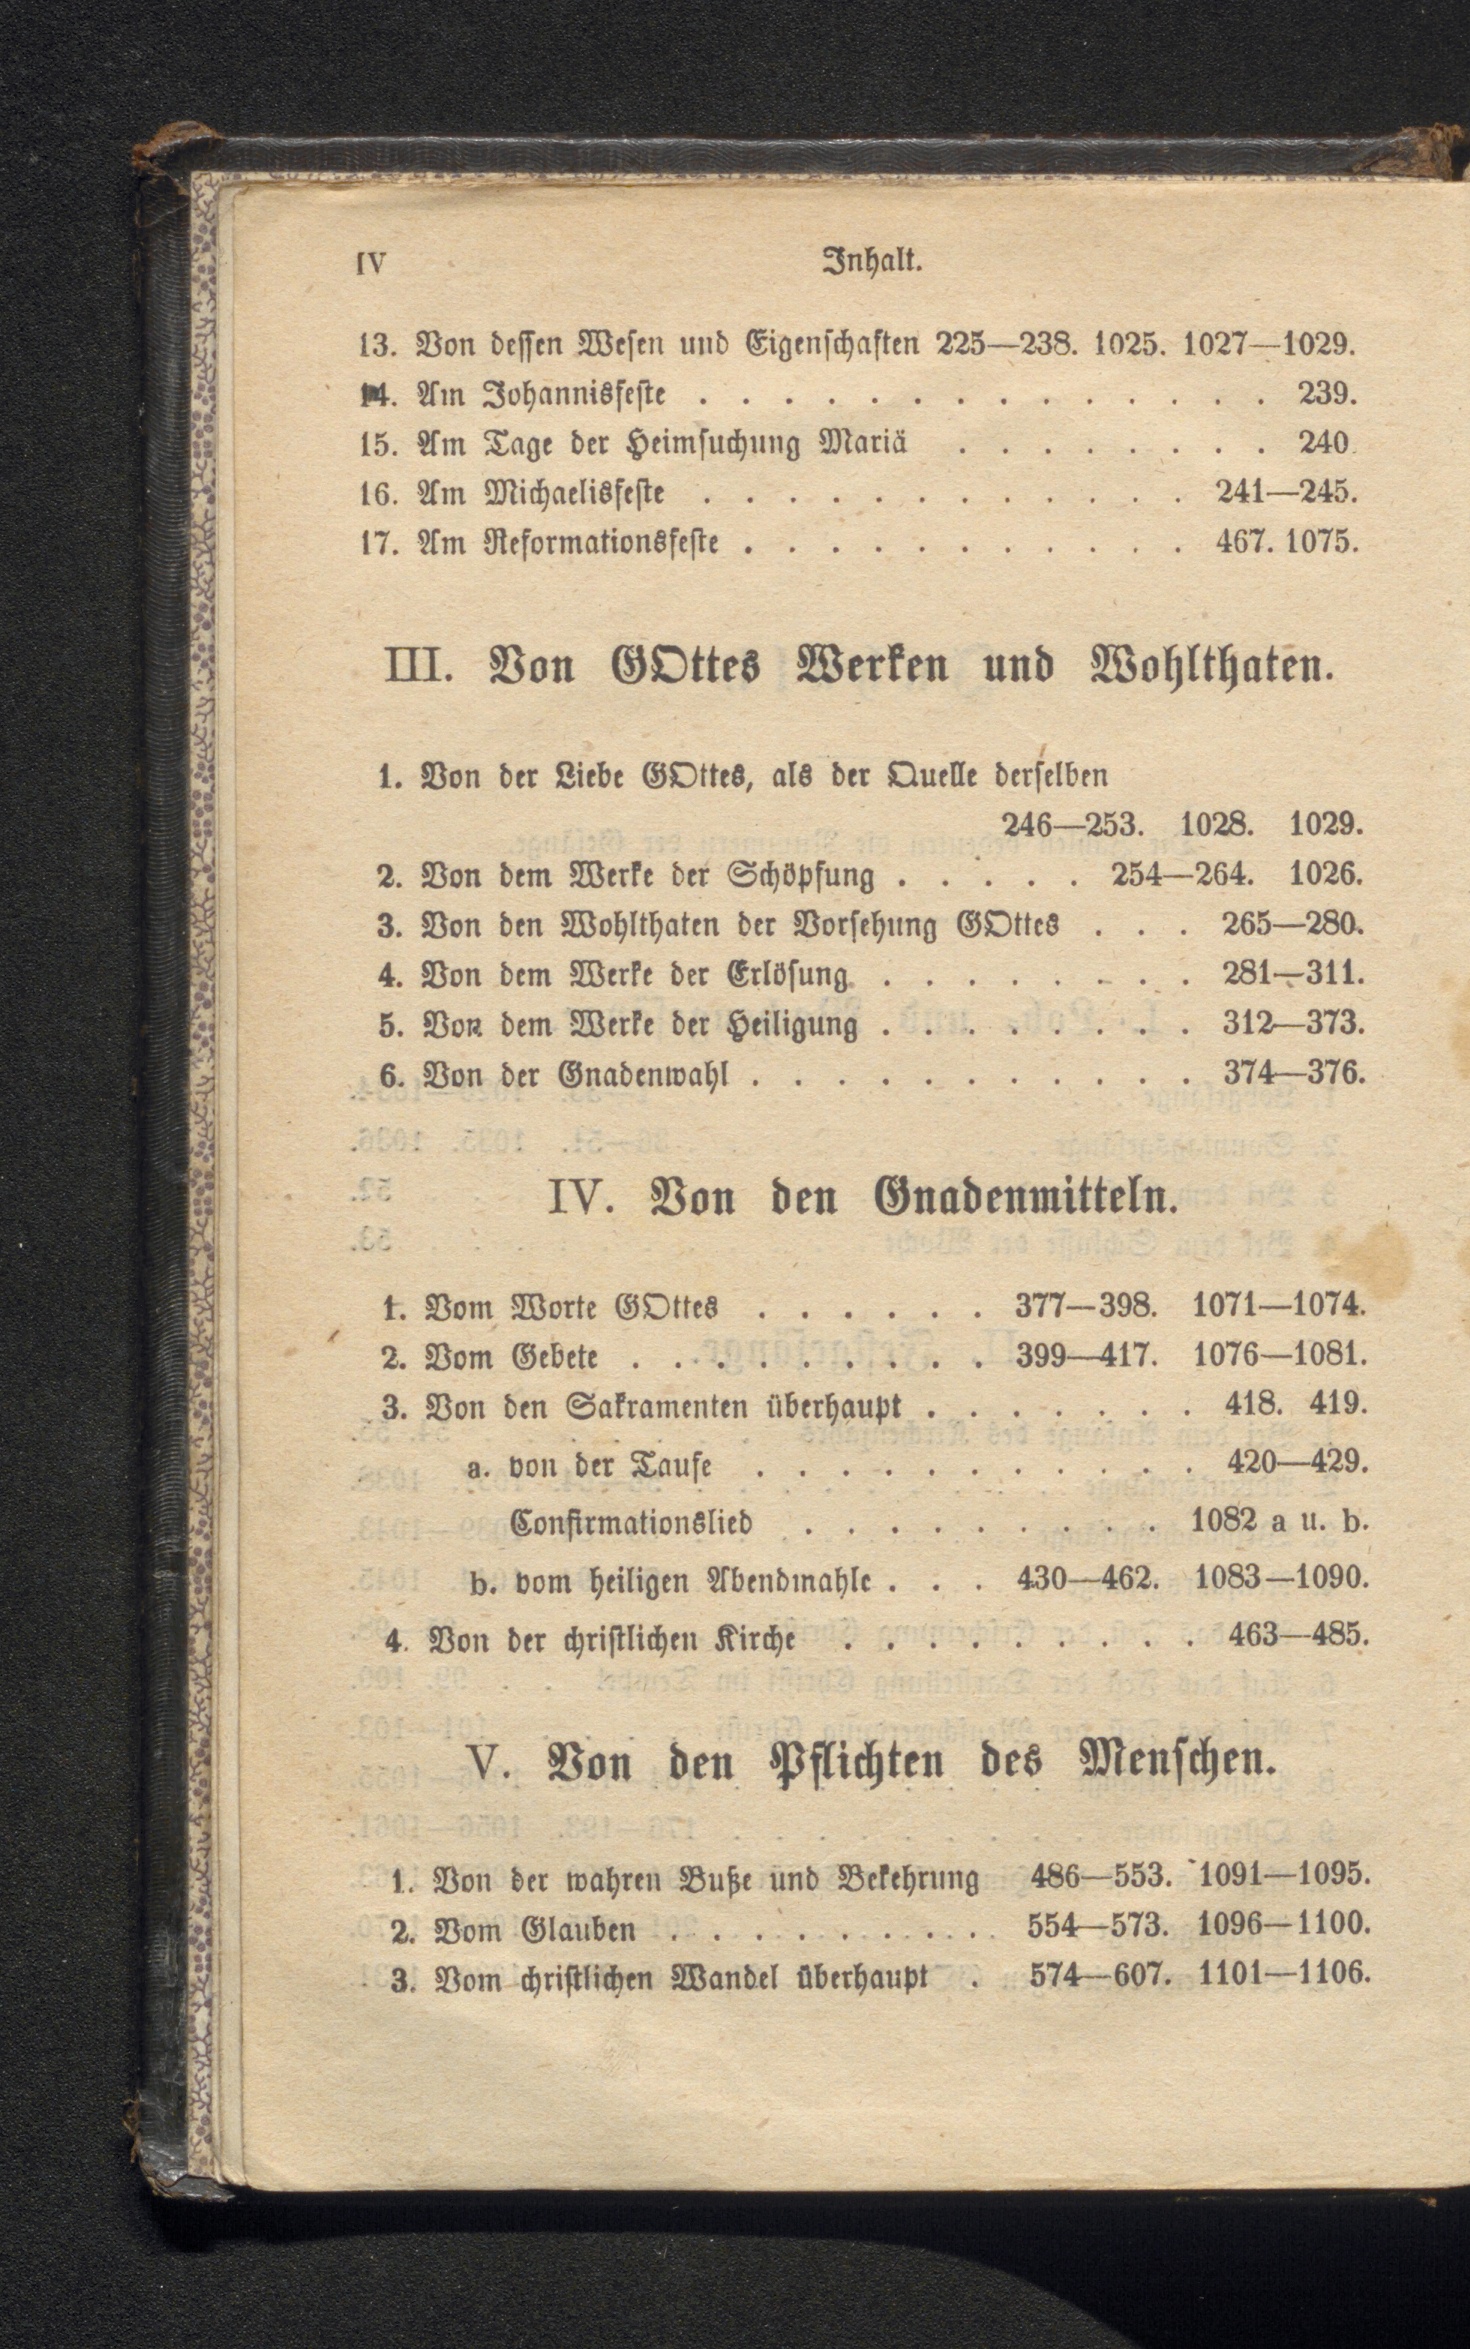 IV Inhalt.
13. Von dessen Wesen und Eigenschaften 225—238. 1025. 1027—1029.
14. Am Johannisfeste . . . . . . . . . . . . . . 239.
15. Am Tage der Heimsuchung Mariä . . . . . . . . 240.
16. Am Michaelisfeste . . . . . . . . . . . . 241—245.
17. Am Reformationsfeste . . . . . . . . . . . 467. 1075.
III. Von GOttes Werken und Wohlthaten.
1. Von der Liebe GOttes, als der Quelle derselben
246—253. 1028. 1029.
2. Von dem Werke der Schöpfung . . . . . 254—264. 1026.
3. Von den Wohlthaten der Vorsehung GOttes . . . 265—280.
4. Von dem Werke der Erlösung . . . . . . . . 281—311.
5. Von dem Werke der Heiligung . . . . . . . . 312—373.
6. Von der Gnadenwahl . . . . . . . . . . . 374—376.
IV. Von den Gnadenmitteln.
1. Vom Worte GOttes . . . . . . 377—398. 1071—1074.
2. Vom Gebete . . . . . . . . . 399—417. 1076—1081.
3. Von den Sakramenten überhaupt . . . . . . . 418. 419.
a. von der Taufe . . . . . . . . . . . 420—429.
Confirmationslied . . . . . . . . . 1082 a u. b.
b. vom heiligen Abendmahle . . . 430—462. 1083—1090.
4. Von der christlichen Kirche . . . . . . . . . 463—485.
V. Von den Pflichten des Menschen.
1. Von der wahren Buße und Bekehrung 486—553. 1091—1095.
2. Vom Glauben . . . . . . . . 554—573. 1096—1100.
3. Vom christlichen Wandel überhaupt . 574—607. 1101—1106.